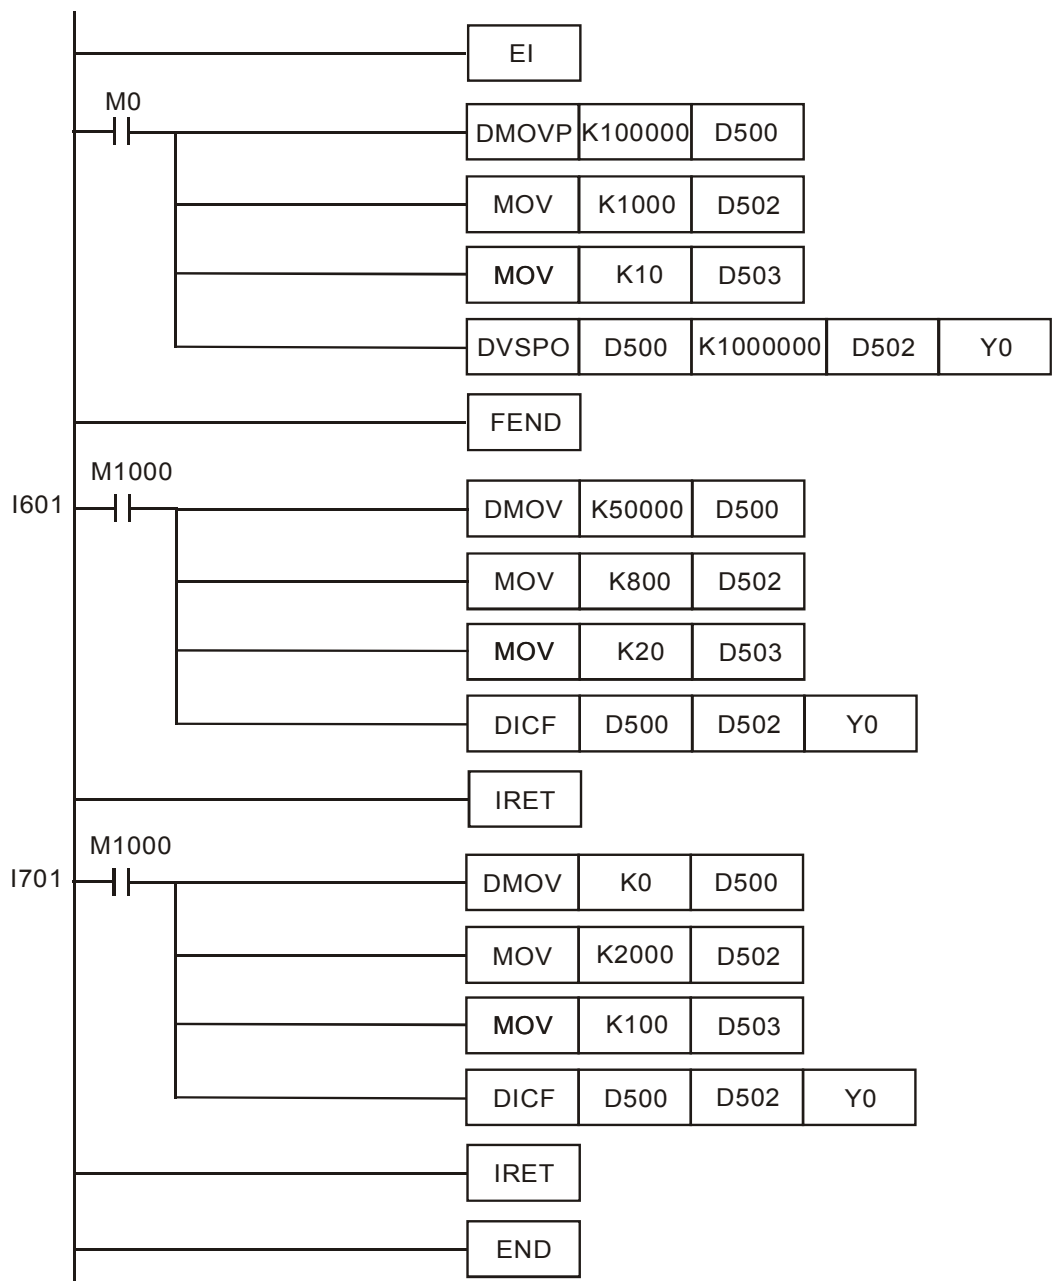 EI
M0
DMOVP K100000 D500
MOV K1000 D502
MOV K10 D503
DVSPO D500 K1000000 D502 Y0
FEND
M1000
I601
DMOV K50000 D500
MOV K800 D502
MOV K20 D503
DICF D500 D502 Y0
IRET
M1000
I701
DMOV K0 D500
MOV K2000 D502
MOV K100 D503
DICF D500 D502 Y0
IRET
END